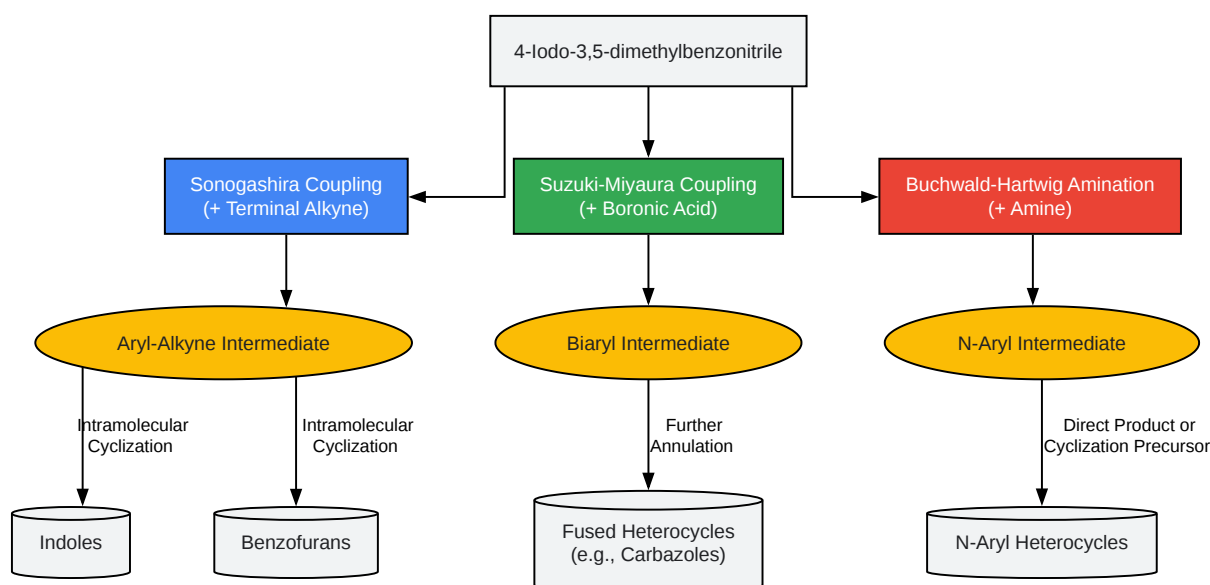 4-Iodo-3,5-dimethylbenzonitrile
Sonogashira Coupling
(+ Terminal Alkyne)
Suzuki-Miyaura Coupling
(+ Boronic Acid)
Buchwald-Hartwig Amination
(+ Amine)
Aryl-Alkyne Intermediate
Biaryl Intermediate
N-Aryl Intermediate
Intramolecular
Cyclization
Intramolecular
Cyclization
Further
Annulation
Direct Product or
Cyclization Precursor
Indoles
Benzofurans
Fused Heterocycles
(e.g., Carbazoles)
N-Aryl Heterocycles